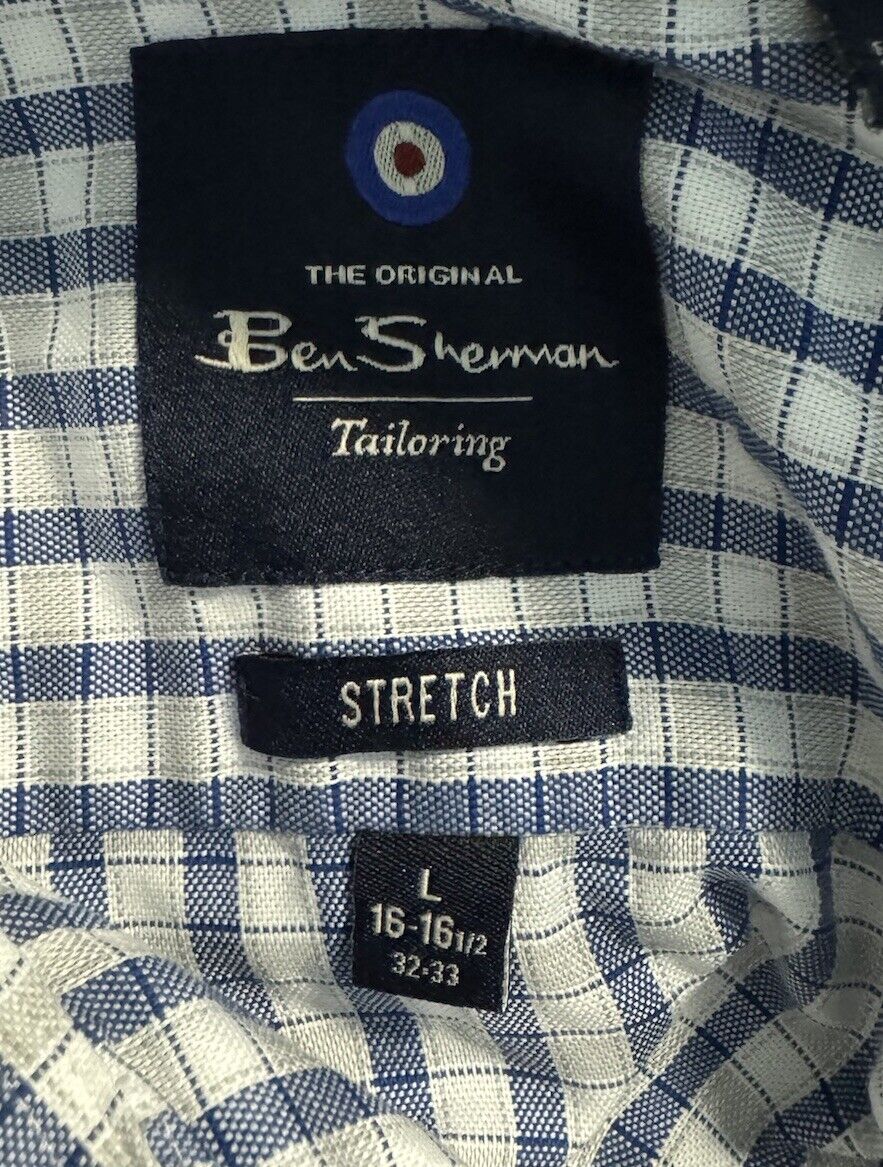 THE ORIGINAL
Ben Sherman
Tailoring
STRETCH
L
16-16 1/2
32-33